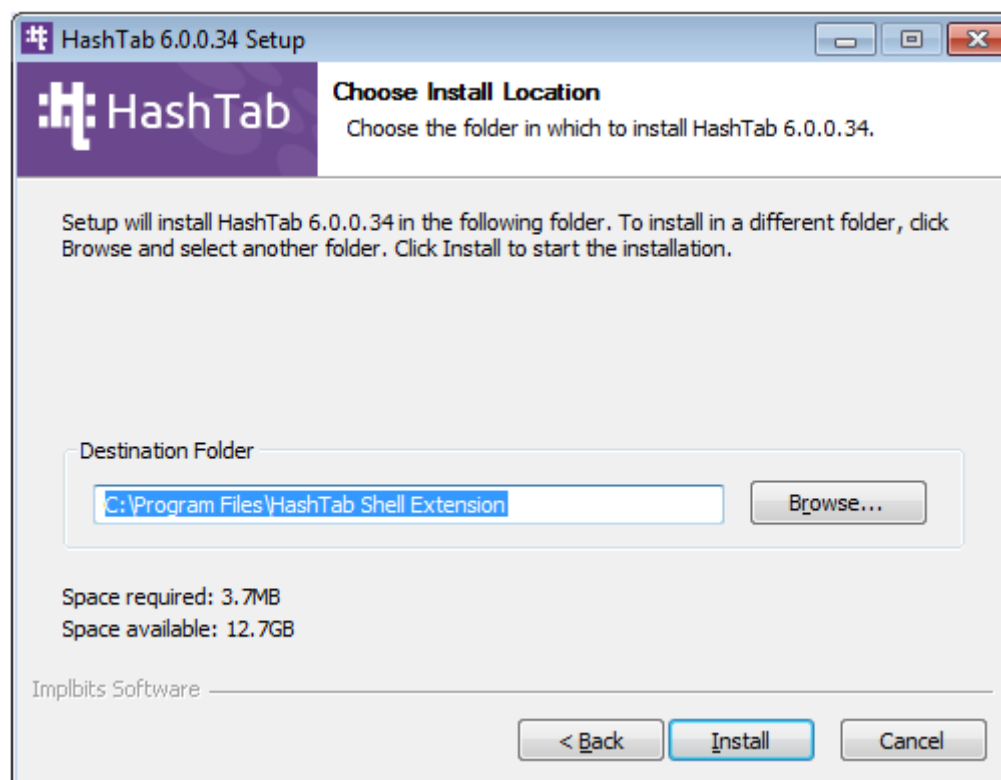 HashTab 6.0.0.34 Setup
HashTab
Choose Install Location
Choose the folder in which to install HashTab 6.0.0.34.
Setup will install HashTab 6.0.0.34 in the following folder. To install in a different folder, click
Browse and select another folder. Click Install to start the installation.
Destination Folder
C:\Program Files\HashTab Shell Extension
Browse...
Space required: 3.7MB
Space available: 12.7GB
Implbits Software
< Back
Install
Cancel